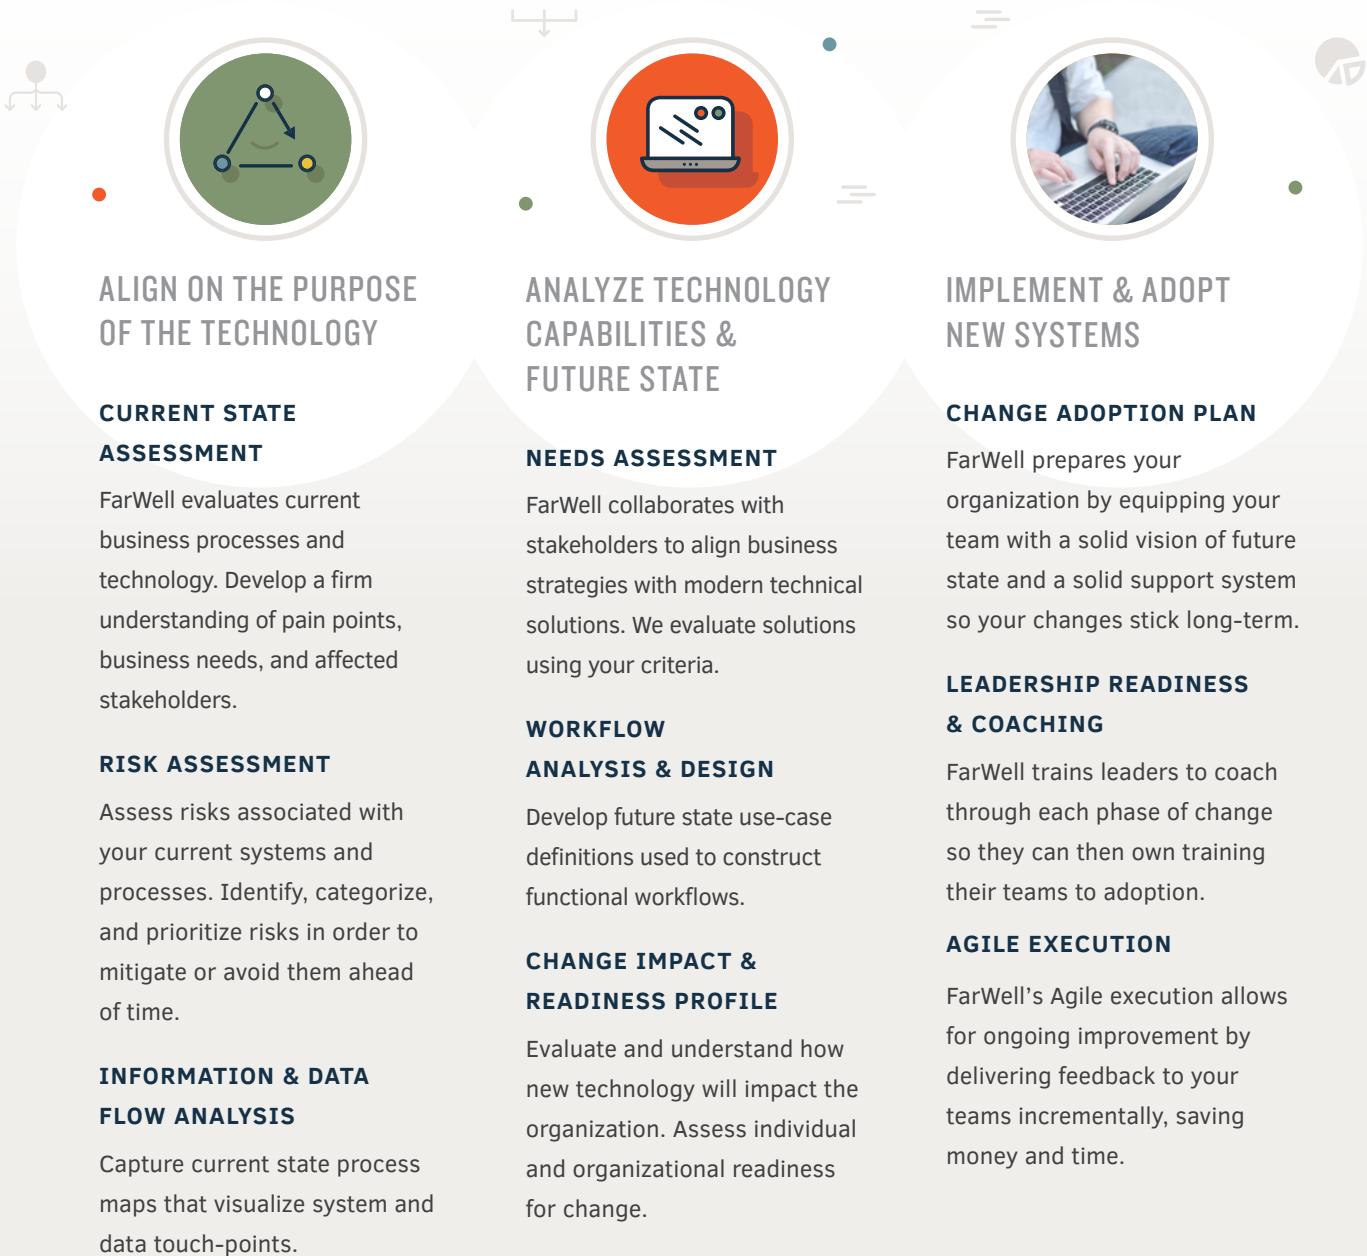 ALIGN ON THE PURPOSE
OF THE TECHNOLOGY
CURRENT STATE
ASSESSMENT
FarWell evaluates current
business processes and
technology. Develop a firm
understanding of pain points,
business needs, and affected
stakeholders.
RISK ASSESSMENT
Assess risks associated with
your current systems and
processes. Identify, categorize,
and prioritize risks in order to
mitigate or avoid them ahead
of time.
INFORMATION & DATA
FLOW ANALYSIS
Capture current state process
maps that visualize system and
data touch-points.
ANALYZE TECHNOLOGY
CAPABILITIES &
FUTURE STATE
NEEDS ASSESSMENT
FarWell collaborates with
stakeholders to align business
strategies with modern technical
solutions. We evaluate solutions
using your criteria.
WORKFLOW
ANALYSIS & DESIGN
Develop future state use-case
definitions used to construct
functional workflows.
CHANGE IMPACT &
READINESS PROFILE
Evaluate and understand how
new technology will impact the
organization. Assess individual
and organizational readiness
for change.
IMPLEMENT & ADOPT
NEW SYSTEMS
CHANGE ADOPTION PLAN
FarWell prepares your
organization by equipping your
team with a solid vision of future
state and a solid support system
so your changes stick long-term.
LEADERSHIP READINESS
& COACHING
FarWell trains leaders to coach
through each phase of change
so they can then own training
their teams to adoption.
AGILE EXECUTION
FarWell’s Agile execution allows
for ongoing improvement by
delivering feedback to your
teams incrementally, saving
money and time.